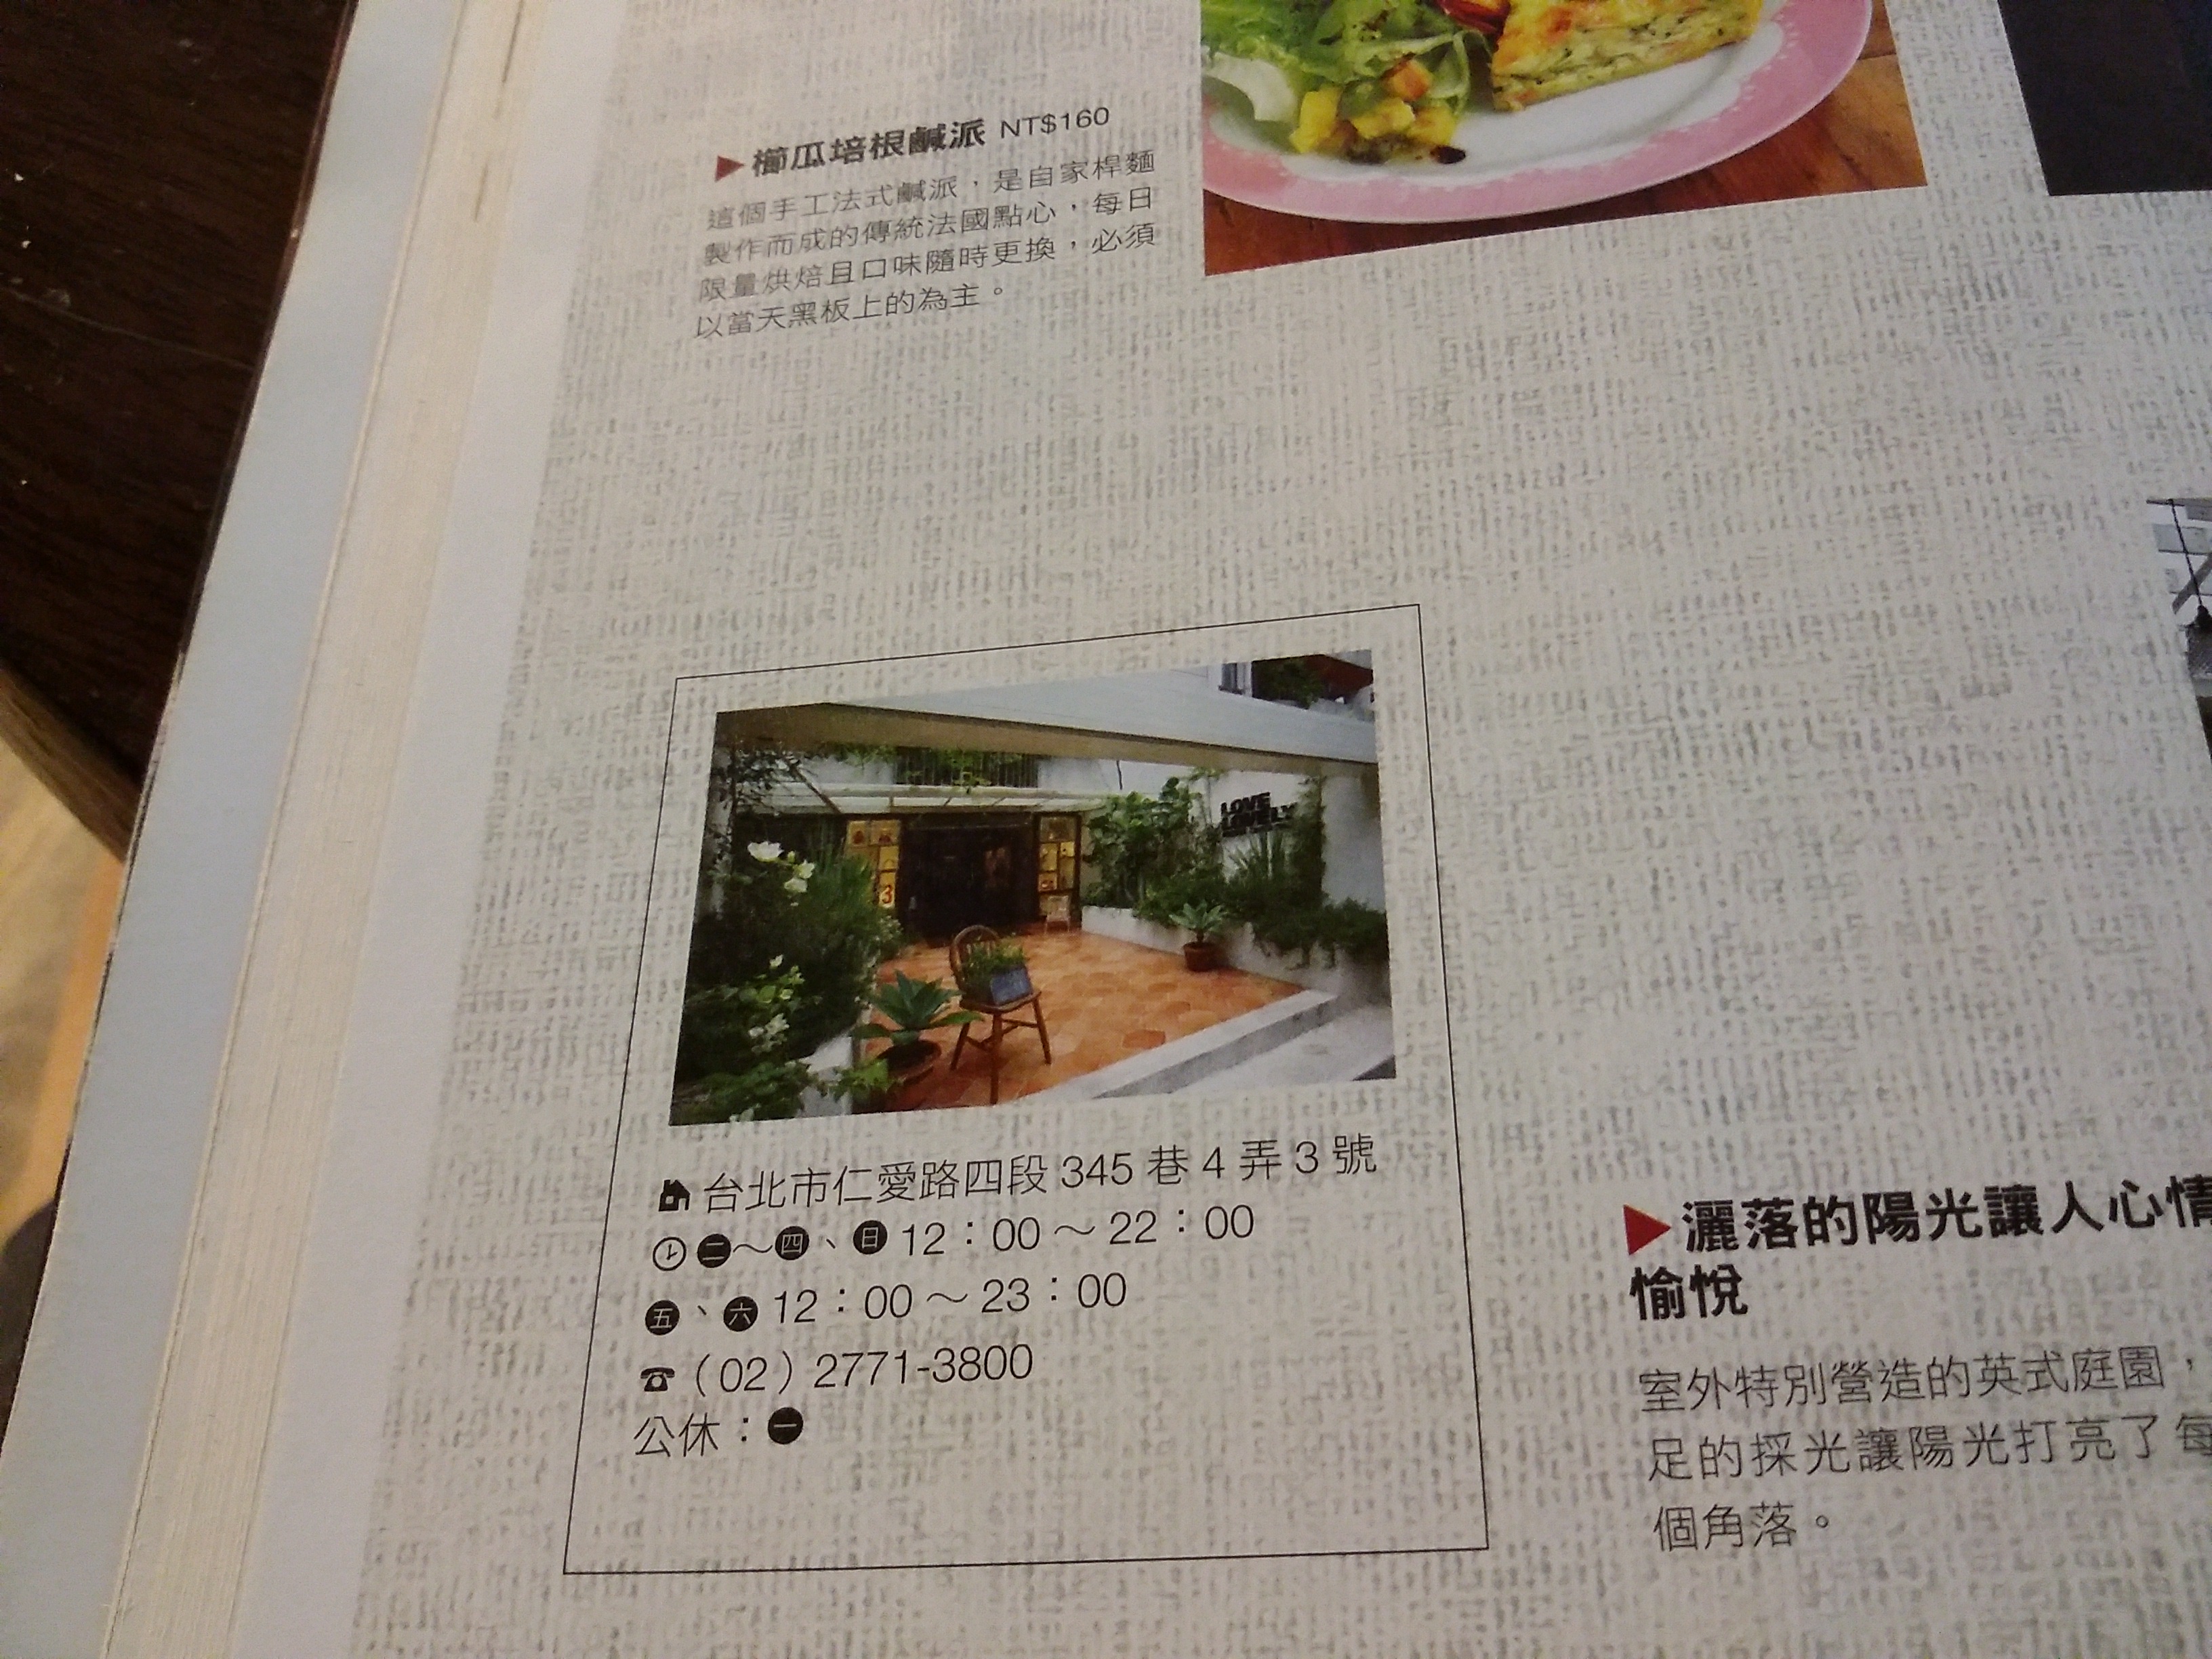 ▶櫛瓜培根鹹派 NT$160
這個手工法式鹹派，是自家桿麵
製作而成的傳統法國點心，每日
限量烘焙且口味隨時更換，必須
以當天黑板上的為主。
LOVE
LOVELY
3
台北市仁愛路四段 345 巷 4 弄 3 號
二～四、日 12：00 ～ 22：00
五、六 12：00 ～ 23：00
☎（02）2771-3800
公休：一
▶灑落的陽光讓人心情
愉悅
室外特別營造的英式庭園，
足的採光讓陽光打亮了每
個角落。